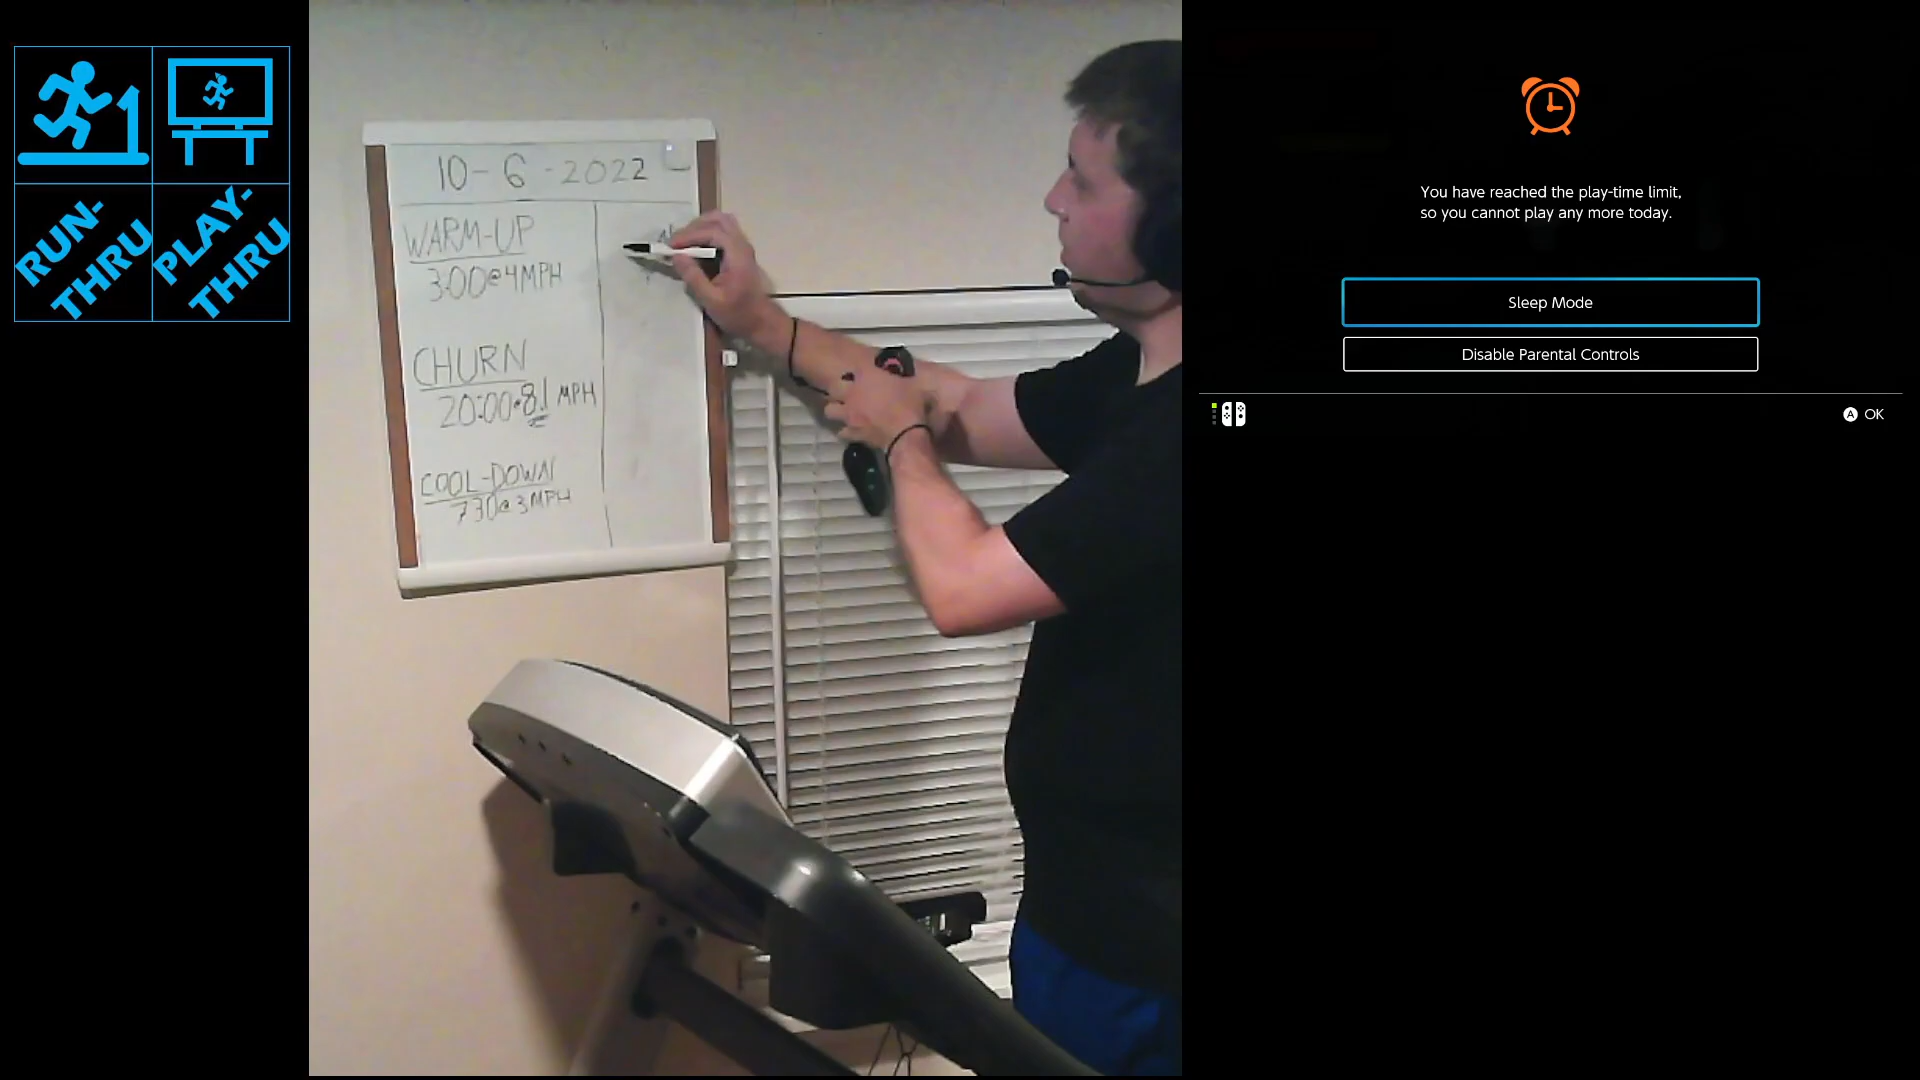 RUN-
THRU
PLAY-
THRU
10-6-2022
WARM-UP
3:00@4MPH
CHURN
20:00@8.1 MPH
COOL-DOWN
730@3MPH
You have reached the play-time limit,
so you cannot play any more today.
Sleep Mode
Disable Parental Controls
A OK